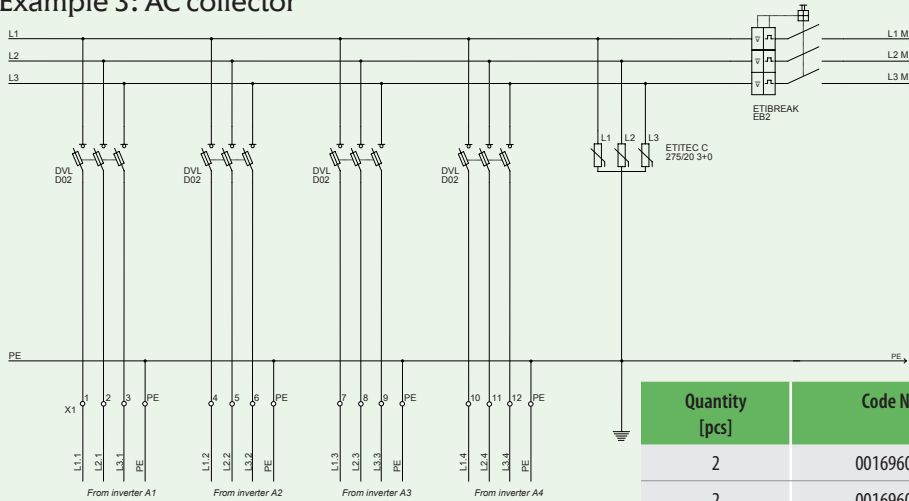 Example 3: AC collector
L1
L1 M
L2
L2 M
L3
L3 M
ETIBREAK
EB2
L1 L2 L3
ETITEC C
275/20 3+0
DVL
D02
DVL
D02
DVL
D02
DVL
D02
PE
PE
X1
1 2 3 PE
4 5 6 PE
7 8 9 PE
10 11 12 PE
L1.1 L2.1 L3.1 PE
L1.2 L2.2 L3.2 PE
L1.3 L2.3 L3.3 PE
L1.4 L2.4 L3.4 PE
From inverter A1
From inverter A2
From inverter A3
From inverter A4
Quantity
[pcs]
Code N
2 0016960
2